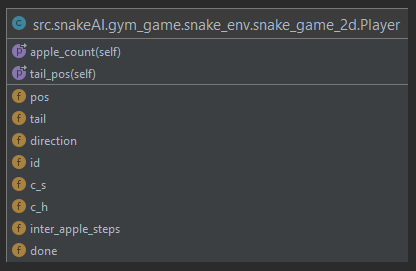 C src.snakeAI.gym_game.snake_env.snake_game_2d.Player
p apple_count(self)
p tail_pos(self)
f pos
f tail
f direction
f id
f c_s
f c_h
f inter_apple_steps
f done